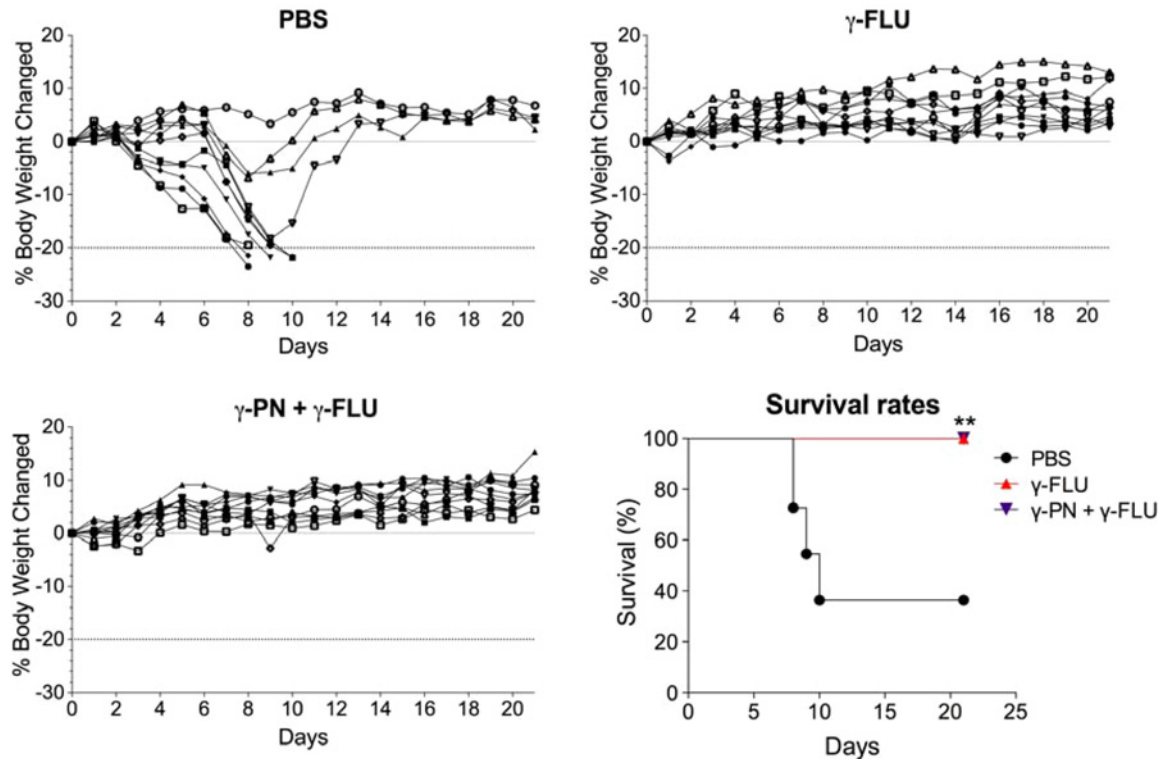 PBS
20
10
0
-10
-20
-30
% Body Weight Changed
0 2 4 6 8 10 12 14 16 18 20
Days
γ-FLU
20
10
0
-10
-20
-30
% Body Weight Changed
0 2 4 6 8 10 12 14 16 18 20
Days
γ-PN + γ-FLU
20
10
0
-10
-20
-30
% Body Weight Changed
0 2 4 6 8 10 12 14 16 18 20
Days
Survival rates
**
100
80
60
40
20
0
Survival (%)
0 5 10 15 20 25
Days
PBS
γ-FLU
γ-PN + γ-FLU